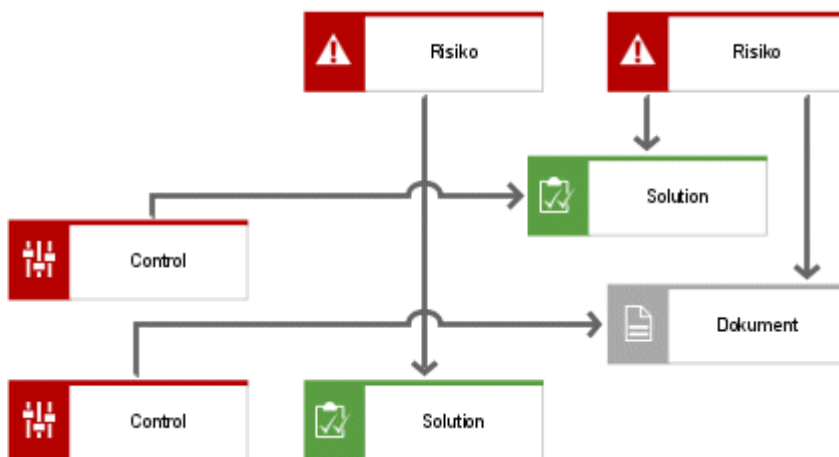 Risiko
Risiko
Solution
Control
Dokument
Control
Solution